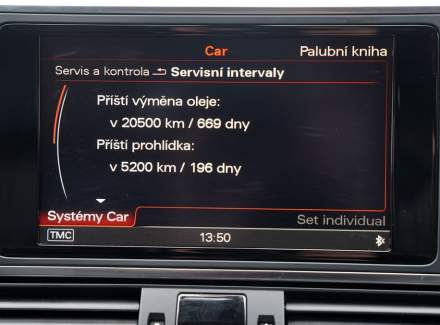 Car
Palubní kniha
Servis a kontrola Servisní intervaly
Příští výměna oleje:
v 20500 km / 669 dny
Příští prohlídka:
v 5200 km / 196 dny
Systémy Car
Set individual
TMC
13:50